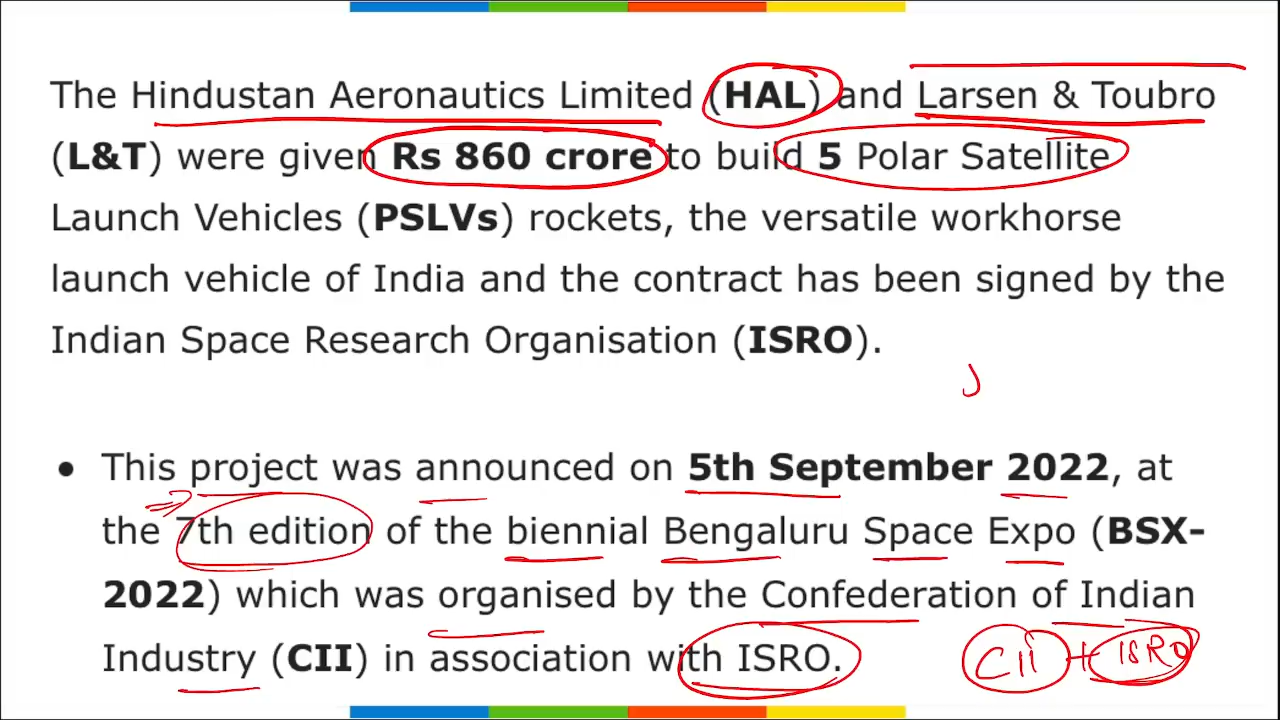 The Hindustan Aeronautics Limited (HAL) and Larsen & Toubro
(L&T) were given Rs 860 crore to build 5 Polar Satellite
Launch Vehicles (PSLVs) rockets, the versatile workhorse
launch vehicle of India and the contract has been signed by the
Indian Space Research Organisation (ISRO).
• This project was announced on 5th September 2022, at
the 7th edition of the biennial Bengaluru Space Expo (BSX-
2022) which was organised by the Confederation of Indian
Industry (CII) in association with ISRO.
CII + ISRO